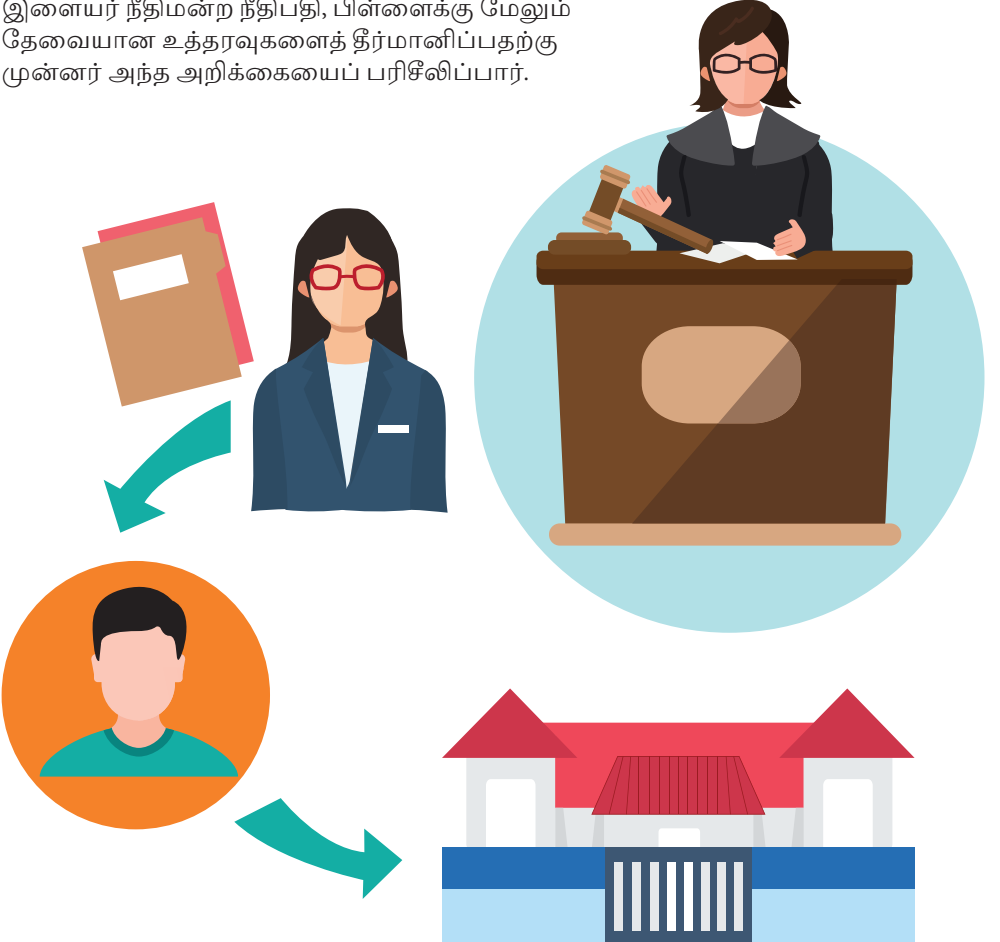 இளையர் நீதிமன்ற நீதிபதி, பிள்ளைக்கு மேலும்
தேவையான உத்தரவுகளைத் தீர்மானிப்பதற்கு
முன்னர் அந்த அறிக்கையைப் பரிசீலிப்பார்.